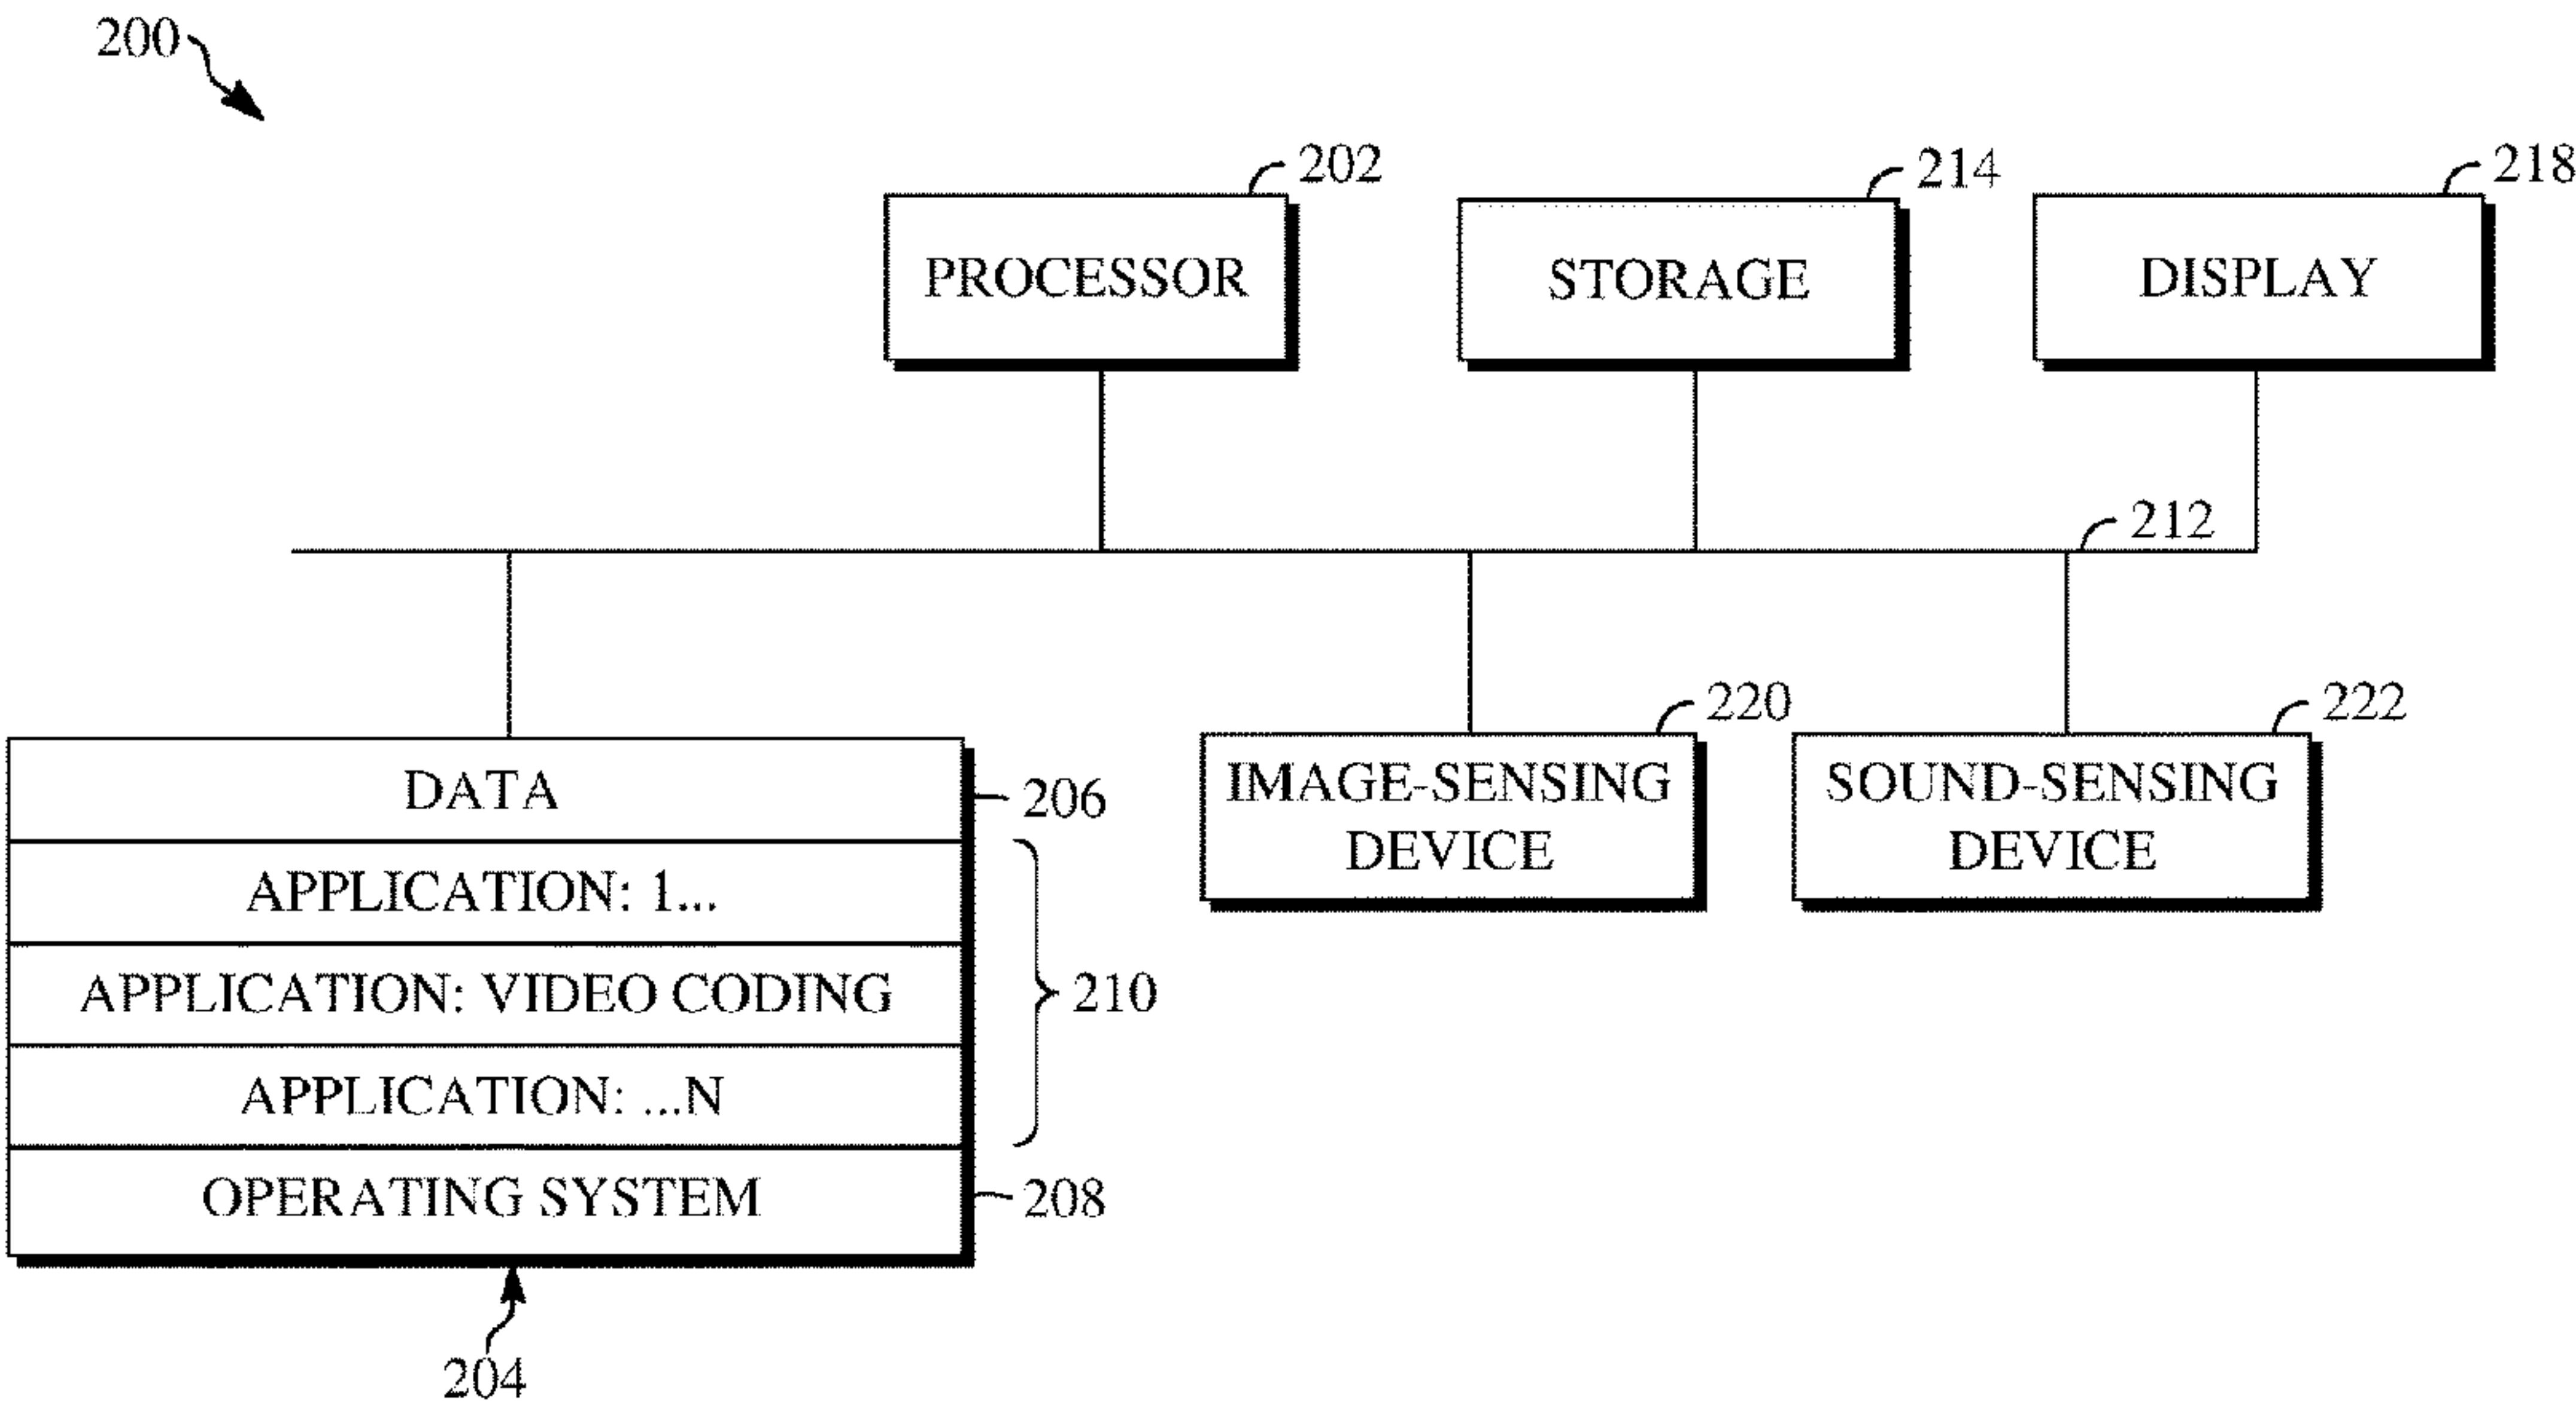 200
202
214
218
PROCESSOR
STORAGE
DISPLAY
212
220
222
DATA
206
IMAGE-SENSING
DEVICE
SOUND-SENSING
DEVICE
APPLICATION: 1...
APPLICATION: VIDEO CODING
210
APPLICATION: ...N
OPERATING SYSTEM
208
204